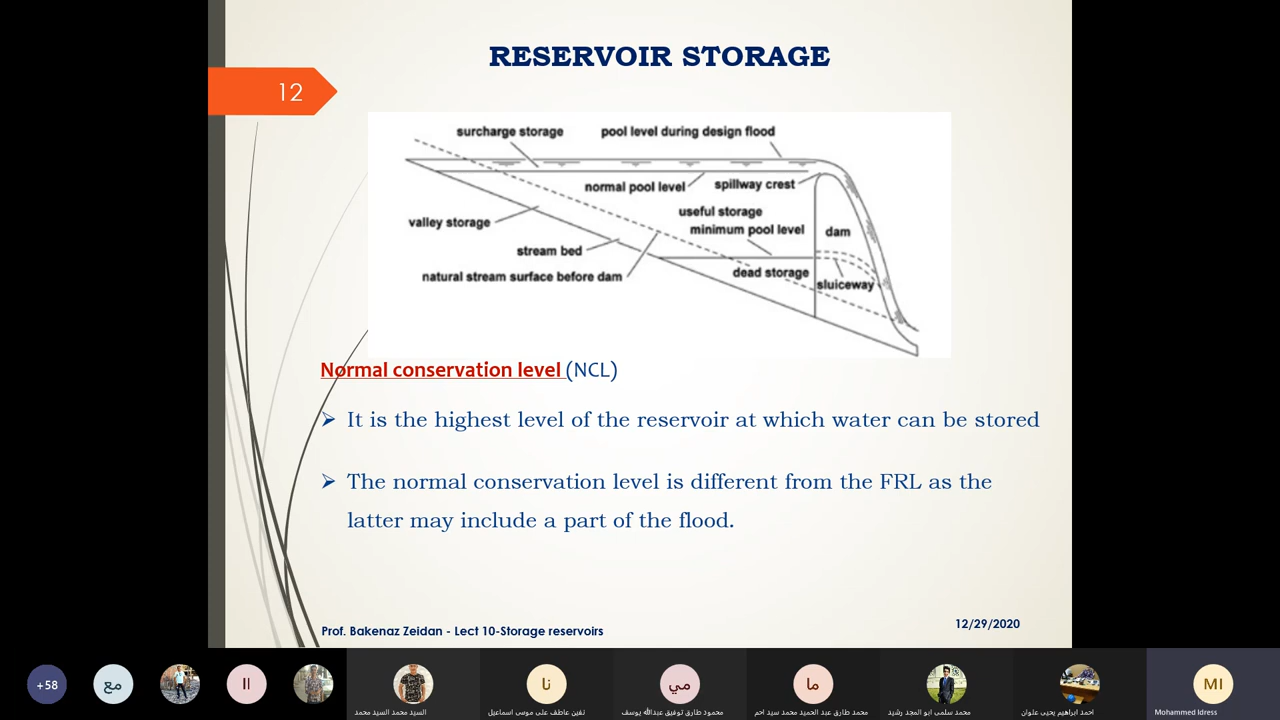 RESERVOIR STORAGE
12
surcharge storage
pool level during design flood
normal pool level
spillway crest
useful storage
valley storage
minimum pool level
dam
stream bed
dead storage
natural stream surface before dam
sluiceway
Normal conservation level (NCL)
It is the highest level of the reservoir at which water can be stored
The normal conservation level is different from the FRL as the
latter may include a part of the flood.
Prof. Bakenaz Zeidan - Lect 10-Storage reservoirs
12/29/2020
+58
مع
اا
نا
مي
ما
MI
السيد محمد السيد محمد
تقين عاطف على موسى اسماعيل
محمود طارق توفيق عبدالله يوسف
محمد طارق عبد الحميد محمد سيد احم
محمد سلمى ابو المجد رشيد
احمد ابراهيم يحيى علوان
Mohammed Idress